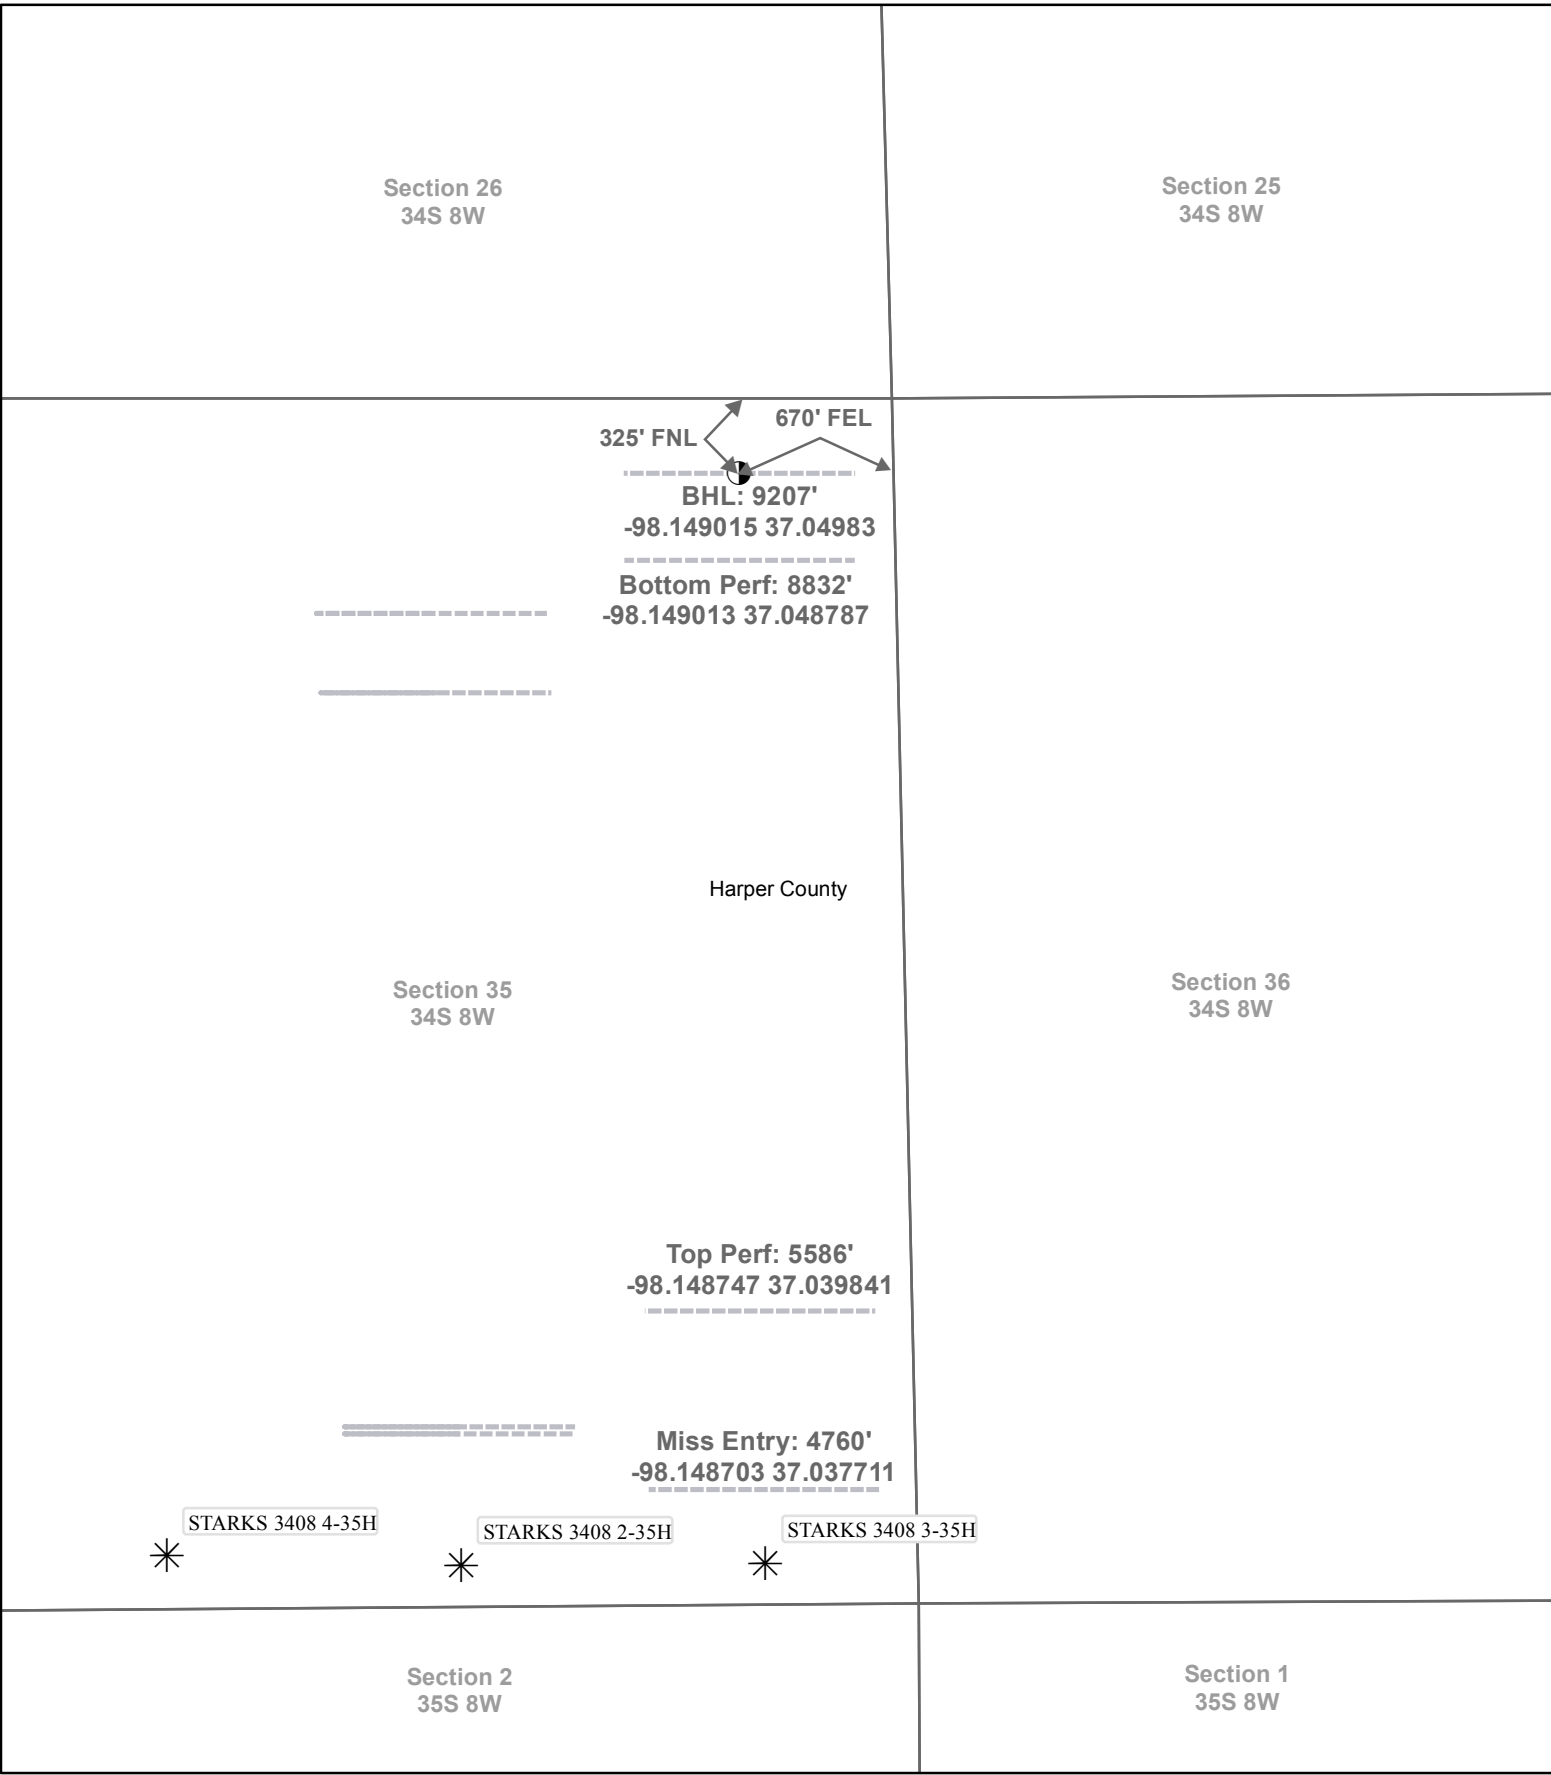 Section 26
34S 8W
Section 25
34S 8W
670' FEL
325' FNL
BHL: 9207'
-98.149015 37.04983
Bottom Perf: 8832'
-98.149013 37.048787
Harper County
Section 35
34S 8W
Section 36
34S 8W
Top Perf: 5586'
-98.148747 37.039841
Miss Entry: 4760'
-98.148703 37.037711
STARKS 3408 4-35H
STARKS 3408 2-35H
STARKS 3408 3-35H
Section 2
35S 8W
Section 1
35S 8W